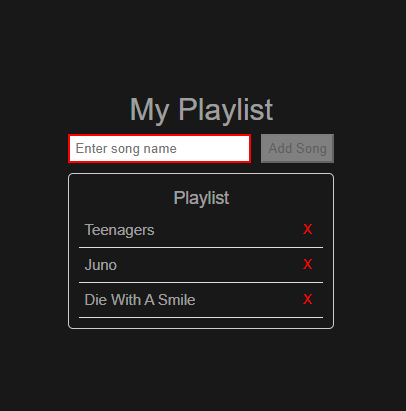 My Playlist
Enter song name Add Song
Playlist
Teenagers X
Juno X
Die With A Smile X